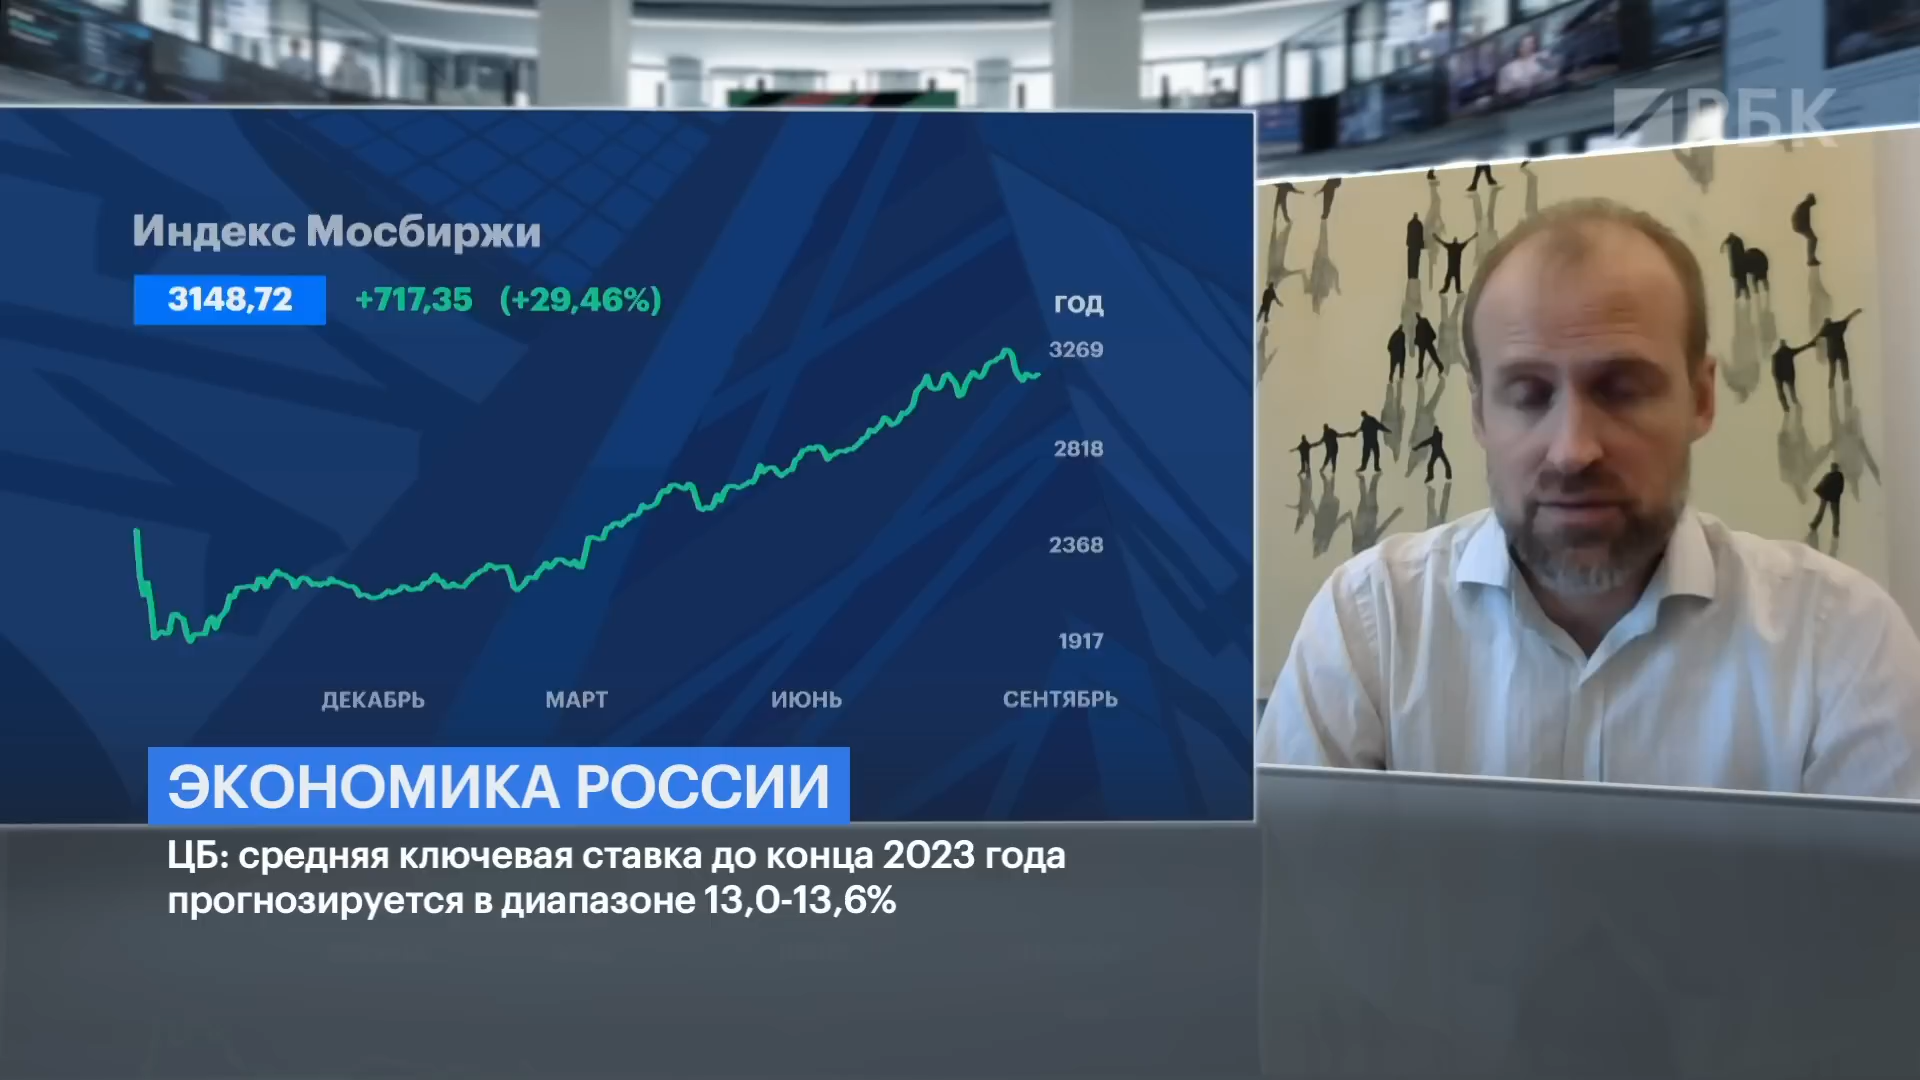 РБК
Индекс Мосбиржи
3148,72 +717,35 (+29,46%)
ГОД
3269
2818
2368
1917
ДЕКАБРЬ МАРТ ИЮНЬ СЕНТЯБРЬ
ЭКОНОМИКА РОССИИ
ЦБ: средняя ключевая ставка до конца 2023 года
прогнозируется в диапазоне 13,0-13,6%